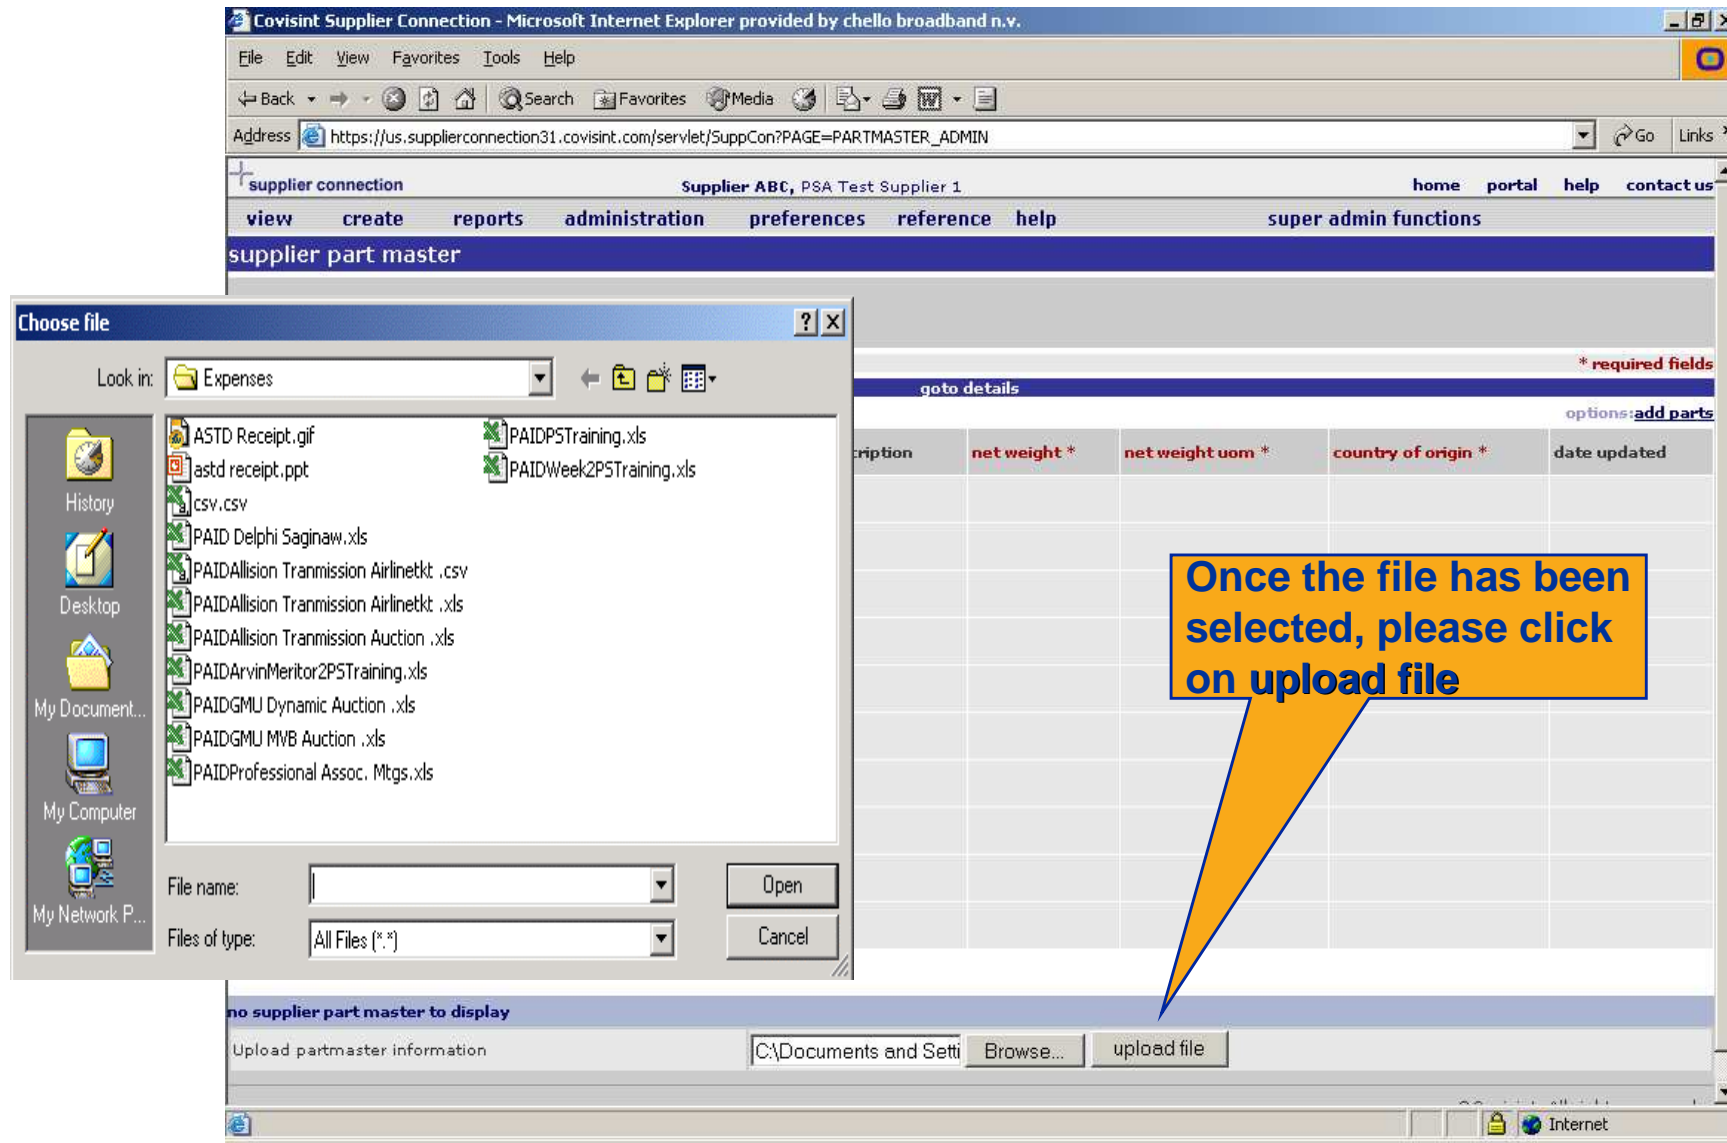 Covisint Supplier Connection - Microsoft Internet Explorer provided by chello broadband n.v.
File Edit View Favorites Tools Help
Back Search Favorites Media
Address https://us.supplierconnection31.covisint.com/servlet/SuppCon?PAGE=PARTMASTER_ADMIN Go Links
supplier connection Supplier ABC, PSA Test Supplier 1 home portal help contact us
view create reports administration preferences reference help super admin functions
supplier part master
* required fields
goto details
options:add parts
cription net weight * net weight uom * country of origin * date updated
Choose file
Look in: Expenses
History
Desktop
My Document...
My Computer
My Network P...
ASTD Receipt.gif
astd receipt.ppt
csv.csv
PAID Delphi Saginaw.xls
PAIDAllision Tranmission Airlinetkt .csv
PAIDAllision Tranmission Airlinetkt .xls
PAIDAllision Tranmission Auction .xls
PAIDArvinMeritor2PSTraining.xls
PAIDGMU Dynamic Auction .xls
PAIDGMU MVB Auction .xls
PAIDProfessional Assoc. Mtgs.xls
PAIDPSTraining.xls
PAIDWeek2PSTraining.xls
File name: Open
Files of type: All Files (*.*) Cancel
Once the file has been
selected, please click
on upload file
no supplier part master to display
Upload partmaster information C:\Documents and Setti Browse... upload file
Internet